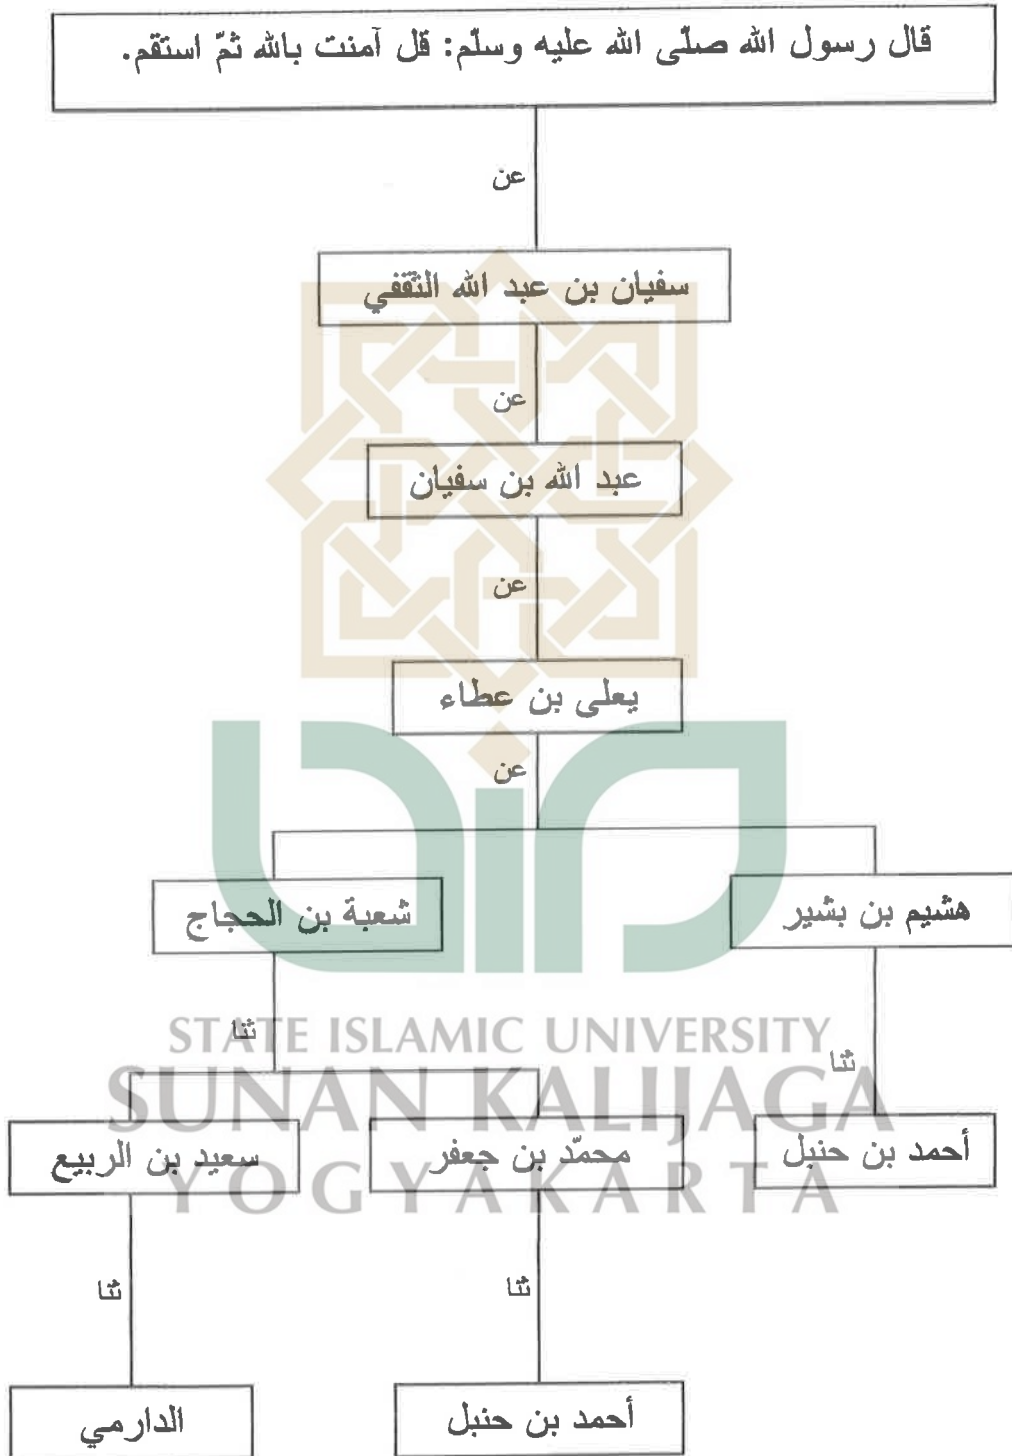 قال رسول الله صلّى الله عليه وسلّم: قل آمنت بالله ثمّ استقم.
عن
سفيان بن عبد الله الثقفي
عن
عبد الله بن سفيان
عن
يعلى بن عطاء
عن
هشيم بن بشير
شعبة بن الحجاج
STATE ISLAMIC UNIVERSITY
ثنا
ثنا
SUNAN KALIJAGA
أحمد بن حنبل
محمّد بن جعفر
سعيد بن الربيع
YOGYAKARTA
ثنا
ثنا
أحمد بن حنبل
الدارمي